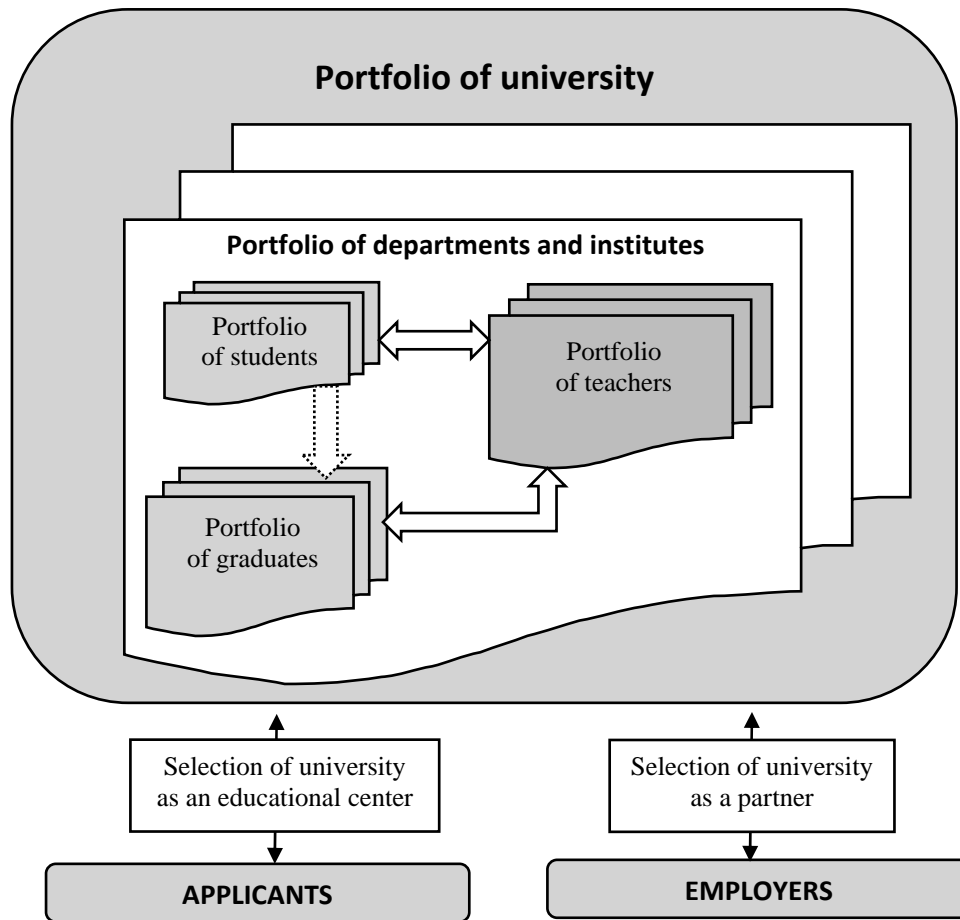 Portfolio of university
Portfolio of departments and institutes
Portfolio
of students
Portfolio
of teachers
Portfolio
of graduates
Selection of university
as an educational center
Selection of university
as a partner
APPLICANTS
EMPLOYERS